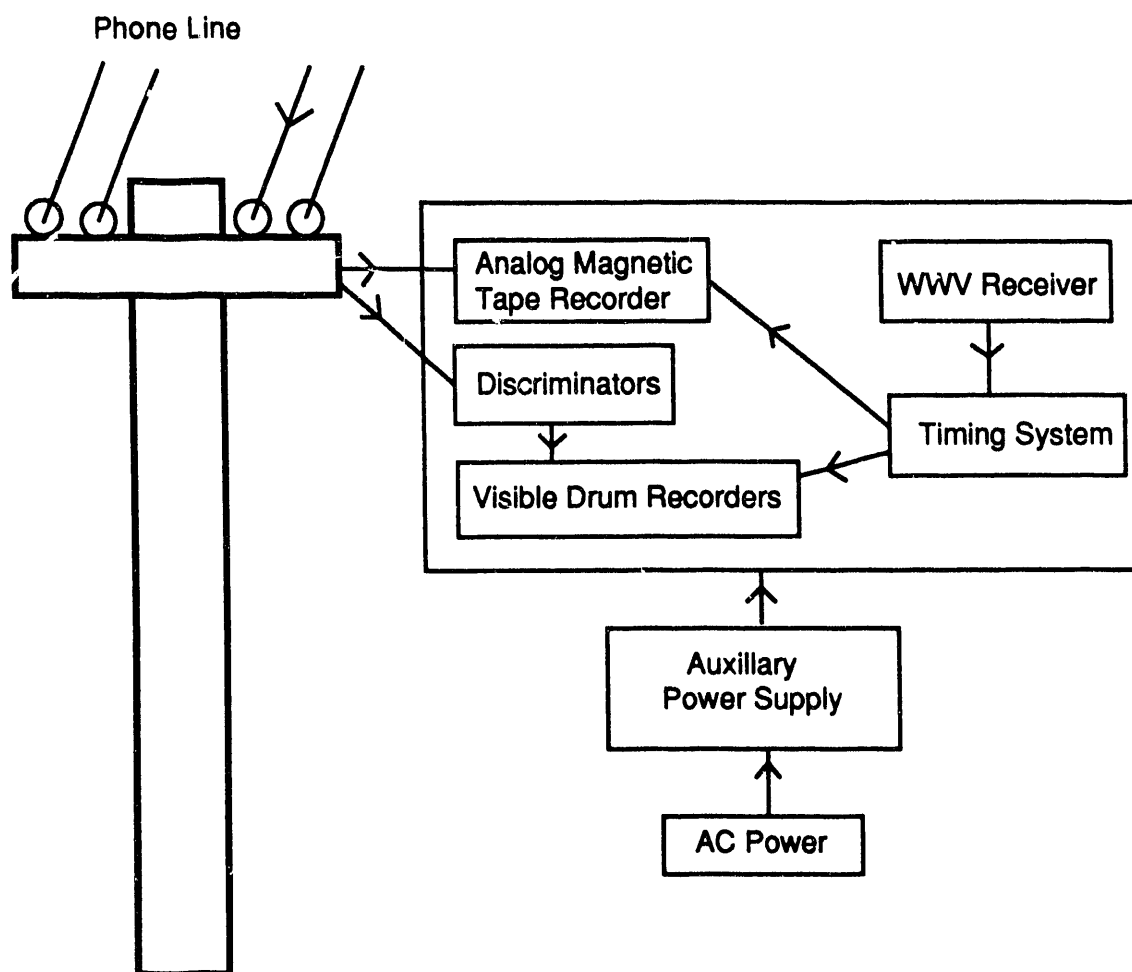 Phone Line
Analog Magnetic
Tape Recorder
WWV Receiver
Discriminators
Timing System
Visible Drum Recorders
Auxillary
Power Supply
AC Power